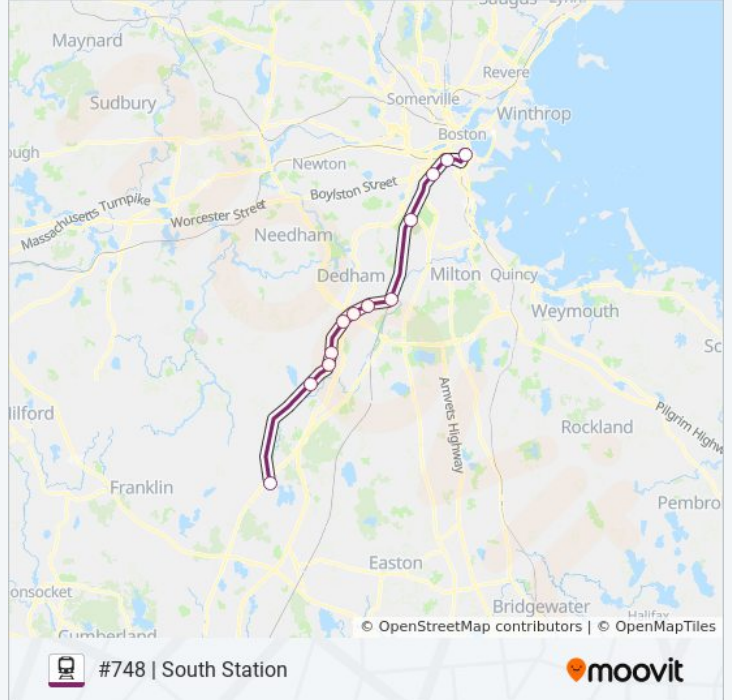 Saugus
Lynn
Maynard
Revere
Sudbury
Somerville
Winthrop
Boston
ough
Newton
Boylston Street
Massachusetts Turnpike
Worcester Street
Needham
Dedham
Milton
Quincy
Weymouth
Sc
Amvets Highway
Pilgrim Highw
ilford
Rockland
Franklin
Pembro
Easton
onsocket
Bridgewater
Halifax
Cumberland
© OpenStreetMap contributors | © OpenMapTiles
#748 | South Station
moovit